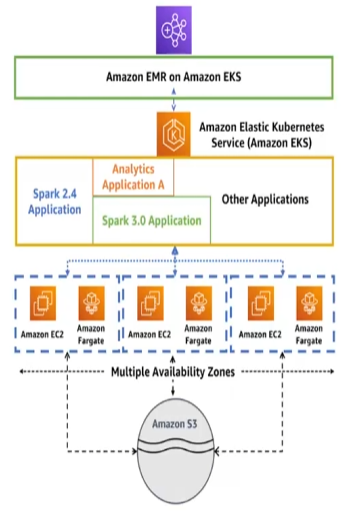 Amazon EMR on Amazon EKS
Amazon Elastic Kubernetes
Service (Amazon EKS)
Analytics
Application A
Spark 2.4
Application
Other Applications
Spark 3.0 Application
Amazon EC2
Amazon
Fargate
Amazon EC2
Amazon
Fargate
Amazon EC2
Amazon
Fargate
Multiple Availability Zones
Amazon S3